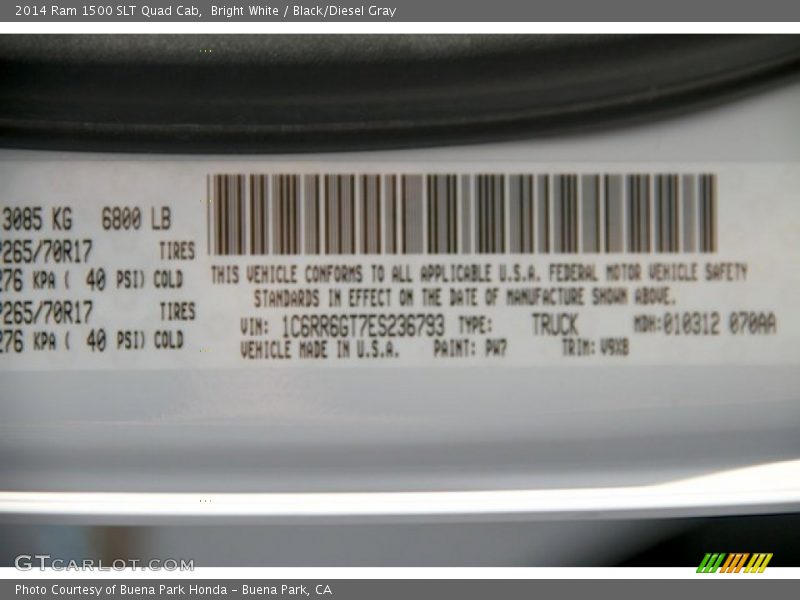 2014 Ram 1500 SLT Quad Cab, Bright White / Black/Diesel Gray
3085 KG 6800 LB
P265/70R17 TIRES
276 KPA ( 40 PSI) COLD
P265/70R17 TIRES
276 KPA ( 40 PSI) COLD
THIS VEHICLE CONFORMS TO ALL APPLICABLE U.S.A. FEDERAL MOTOR VEHICLE SAFETY
STANDARDS IN EFFECT ON THE DATE OF MANUFACTURE SHOWN ABOVE.
VIN: 1C6RR6GT7ES236793 TYPE: TRUCK MDH:010312 070AA
VEHICLE MADE IN U.S.A. PAINT: PW7 TRIM: V9X8
GTCARLOT.COM
Photo Courtesy of Buena Park Honda – Buena Park, CA